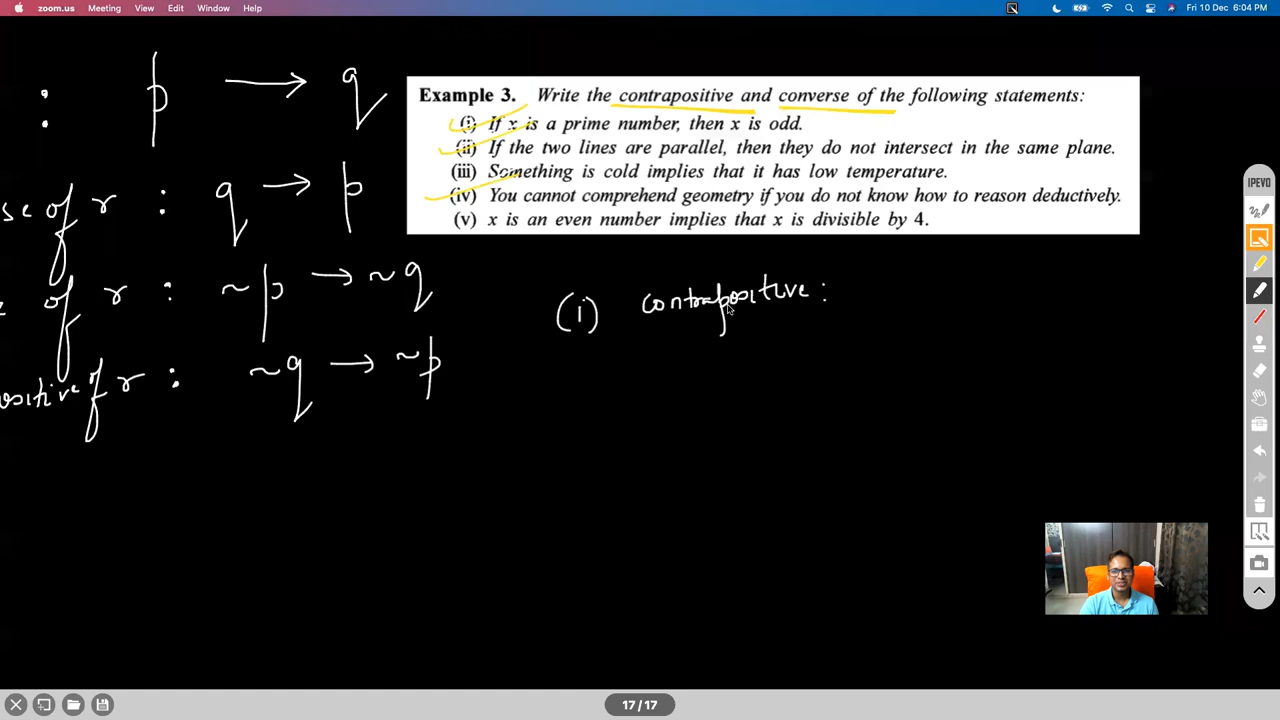 zoom.us Meeting View Edit Window Help Fri 10 Dec 6:04 PM
: p → q
of r : q → p
of r : ~p → ~q
of r : ~q → ~p
Example 3. Write the contrapositive and converse of the following statements:
(i) If x is a prime number, then x is odd.
(ii) If the two lines are parallel, then they do not intersect in the same plane.
(iii) Something is cold implies that it has low temperature.
(iv) You cannot comprehend geometry if you do not know how to reason deductively.
(v) x is an even number implies that x is divisible by 4.
(i) contrapositive :
IPEVO
17/17